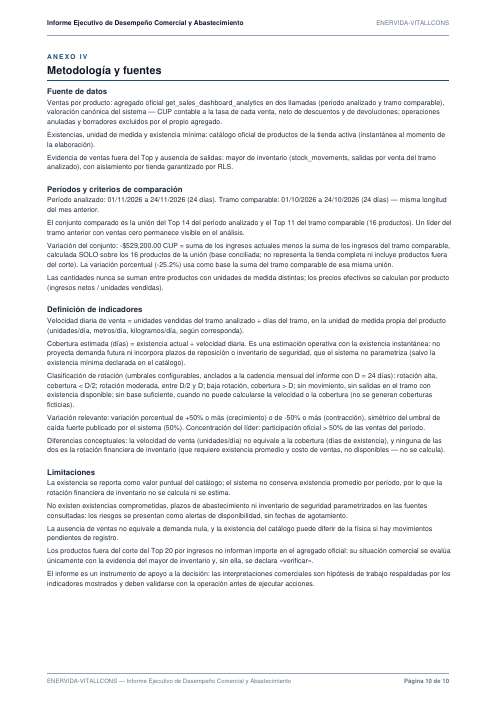 Informe Ejecutivo de Desempeño Comercial y Abastecimiento
ENERVIDA-VITALLCONS
ANEXO IV
Metodología y fuentes
Fuente de datos
Ventas por producto: agregado oficial get_sales_dashboard_analytics en dos llamadas (periodo analizado y tramo comparable),
valoración canónica del sistema — CUP contable a la tasa de cada venta, neto de descuentos y de devoluciones; operaciones
anuladas y borradores excluidos por el propio agregado.
Existencias, unidad de medida y existencia mínima: catálogo oficial de productos de la tienda activa (instantánea al momento de
la elaboración).
Evidencia de ventas fuera del Top y ausencia de salidas: mayor de inventario (stock_movements, salidas por venta del tramo
analizado), con aislamiento por tienda garantizado por RLS.
Períodos y criterios de comparación
Periodo analizado: 01/11/2026 a 24/11/2026 (24 días). Tramo comparable: 01/10/2026 a 24/10/2026 (24 días) — misma longitud
del mes anterior.
El conjunto comparado es la unión del Top 14 del periodo analizado y el Top 11 del tramo comparable (16 productos). Un líder del
tramo anterior con ventas cero permanece visible en el análisis.
Variación del conjunto: -$529,200.00 CUP = suma de los ingresos actuales menos la suma de los ingresos del tramo comparable,
calculada SOLO sobre los 16 productos de la unión (base conciliada; no representa la tienda completa ni incluye productos fuera
del corte). La variación porcentual (-25.2%) usa como base la suma del tramo comparable de esa misma unión.
Las cantidades nunca se suman entre productos con unidades de medida distintas; los precios efectivos se calculan por producto
(ingresos netos / unidades vendidas).
Definición de indicadores
Velocidad diaria de venta = unidades vendidas del tramo analizado ÷ días del tramo, en la unidad de medida propia del producto
(unidades/día, metros/día, kilogramos/día, según corresponda).
Cobertura estimada (días) = existencia actual ÷ velocidad diaria. Es una estimación operativa con la existencia instantánea: no
proyecta demanda futura ni incorpora plazos de reposición o inventario de seguridad, que el sistema no parametriza (salvo la
existencia mínima declarada en el catálogo).
Clasificación de rotación (umbrales configurables, anclados a la cadencia mensual del informe con D = 24 días): rotación alta,
cobertura < D/2; rotación moderada, entre D/2 y D; baja rotación, cobertura > D; sin movimiento, sin salidas en el tramo con
existencia disponible; sin base suficiente, cuando no puede calcularse la velocidad o la cobertura (no se generan coberturas
ficticias).
Variación relevante: variación porcentual de +50% o más (crecimiento) o de -50% o más (contracción), simétrico del umbral de
caída fuerte publicado por el sistema (50%). Concentración del líder: participación oficial > 50% de las ventas del período.
Diferencias conceptuales: la velocidad de venta (unidades/día) no equivale a la cobertura (días de existencia), y ninguna de las
dos es la rotación financiera de inventario (que requiere existencia promedio y costo de ventas, no disponibles — no se calcula).
Limitaciones
La existencia se reporta como valor puntual del catálogo; el sistema no conserva existencia promedio por periodo, por lo que la
rotación financiera de inventario no se calcula ni se estima.
No existen existencias comprometidas, plazos de abastecimiento ni inventario de seguridad parametrizados en las fuentes
consultadas: los riesgos se presentan como alertas de disponibilidad, sin fechas de agotamiento.
La ausencia de ventas no equivale a demanda nula, y la existencia del catálogo puede diferir de la física si hay movimientos
pendientes de registro.
Los productos fuera del corte del Top 20 por ingresos no informan importe en el agregado oficial: su situación comercial se evalúa
únicamente con la evidencia del mayor de inventario y, sin ella, se declara «verificar».
El informe es un instrumento de apoyo a la decisión: las interpretaciones comerciales son hipótesis de trabajo respaldadas por los
indicadores mostrados y deben validarse con la operación antes de ejecutar acciones.
ENERVIDA-VITALLCONS — Informe Ejecutivo de Desempeño Comercial y Abastecimiento
Página 10 de 10